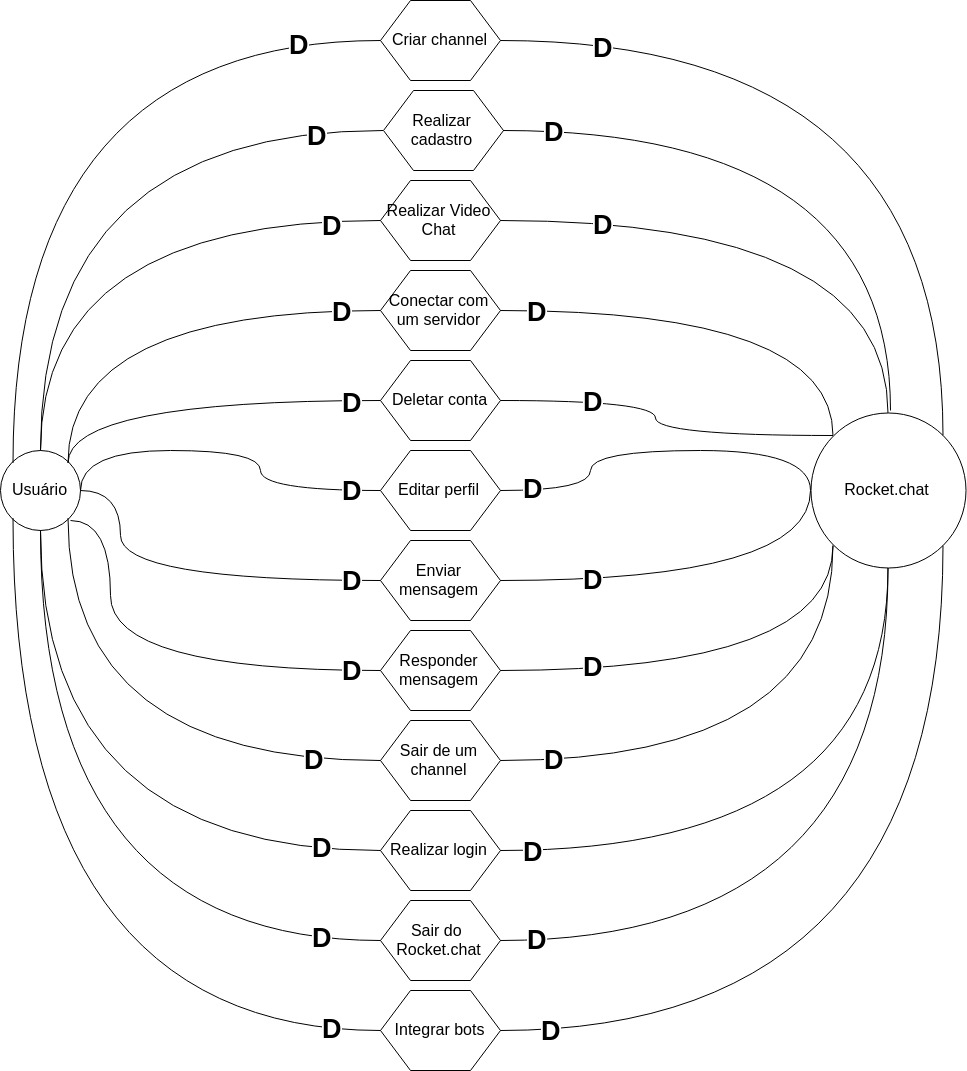 D
Criar channel
D
D
Realizar
cadastro
D
D
Realizar Video
Chat
D
D
Conectar com
um servidor
D
D
Deletar conta
D
Usuário
D
Editar perfil
D
Rocket.chat
D
Enviar
mensagem
D
D
Responder
mensagem
D
D
Sair de um
channel
D
D
Realizar login
D
D
Sair do
Rocket.chat
D
D
Integrar bots
D